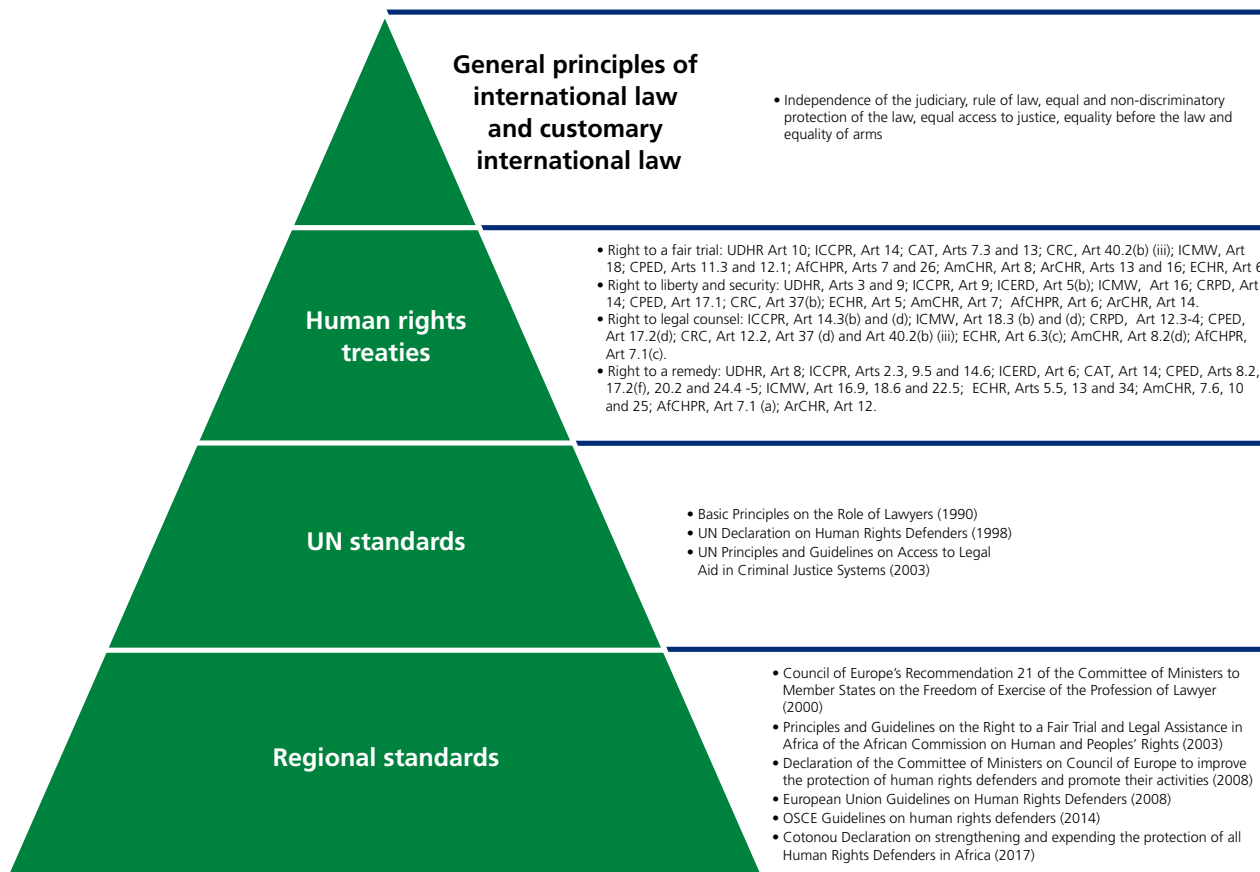 General principles of
international law
and customary
international law
• Independence of the judiciary, rule of law, equal and non-discriminatory
protection of the law, equal access to justice, equality before the law and
equality of arms
Human rights
treaties
• Right to a fair trial: UDHR Art 10; ICCPR, Art 14; CAT, Arts 7.3 and 13; CRC, Art 40.2(b) (iii); ICMW, Art
18; CPED, Arts 11.3 and 12.1; AfCHPR, Arts 7 and 26; AmCHR, Art 8; ArCHR, Arts 13 and 16; ECHR, Art 6
• Right to liberty and security: UDHR, Arts 3 and 9; ICCPR, Art 9; ICERD, Art 5(b); ICMW, Art 16; CRPD, Art
14; CPED, Art 17.1; CRC, Art 37(b); ECHR, Art 5; AmCHR, Art 7; AfCHPR, Art 6; ArCHR, Art 14.
• Right to legal counsel: ICCPR, Art 14.3(b) and (d); ICMW, Art 18.3 (b) and (d); CRPD, Art 12.3-4; CPED,
Art 17.2(d); CRC, Art 12.2, Art 37 (d) and Art 40.2(b) (iii); ECHR, Art 6.3(c); AmCHR, Art 8.2(d); AfCHPR,
Art 7.1(c).
• Right to a remedy: UDHR, Art 8; ICCPR, Arts 2.3, 9.5 and 14.6; ICERD, Art 6; CAT, Art 14; CPED, Arts 8.2,
17.2(f), 20.2 and 24.4 -5; ICMW, Art 16.9, 18.6 and 22.5; ECHR, Arts 5.5, 13 and 34; AmCHR, 7.6, 10
and 25; AfCHPR, Art 7.1 (a); ArCHR, Art 12.
UN standards
• Basic Principles on the Role of Lawyers (1990)
• UN Declaration on Human Rights Defenders (1998)
• UN Principles and Guidelines on Access to Legal
Aid in Criminal Justice Systems (2003)
Regional standards
• Council of Europe's Recommendation 21 of the Committee of Ministers to
Member States on the Freedom of Exercise of the Profession of Lawyer
(2000)
• Principles and Guidelines on the Right to a Fair Trial and Legal Assistance in
Africa of the African Commission on Human and Peoples' Rights (2003)
• Declaration of the Committee of Ministers on Council of Europe to improve
the protection of human rights defenders and promote their activities (2008)
• European Union Guidelines on Human Rights Defenders (2008)
• OSCE Guidelines on human rights defenders (2014)
• Cotonou Declaration on strengthening and expending the protection of all
Human Rights Defenders in Africa (2017)